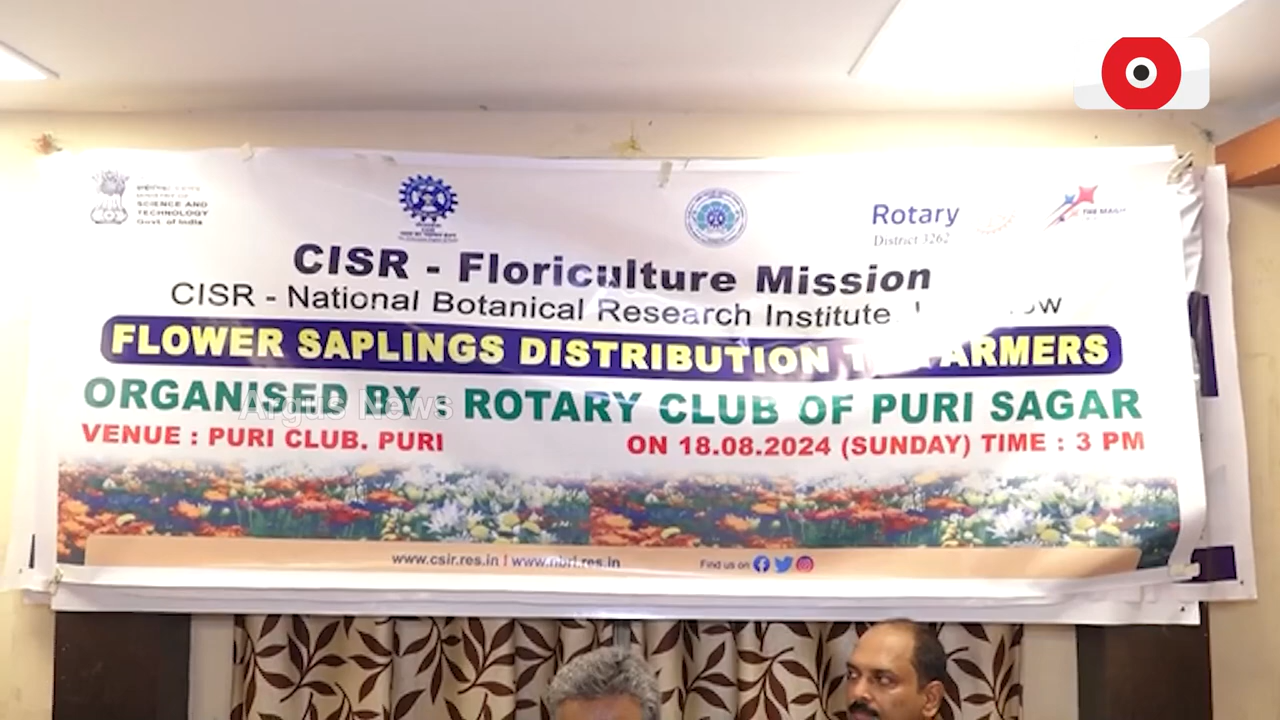 SCIENCE AND
TECHNOLOGY
Govt. of India
Rotary
District 3262
CISR - Floriculture Mission
CISR - National Botanical Research Institute
FLOWER SAPLINGS DISTRIBUTION ARMERS
ORGANISED BY : ROTARY CLUB OF PURI SAGAR
Argus News
VENUE : PURI CLUB. PURI
ON 18.08.2024 (SUNDAY) TIME : 3 PM
www.csir.res.in | www.nbri.res.in
Find us on